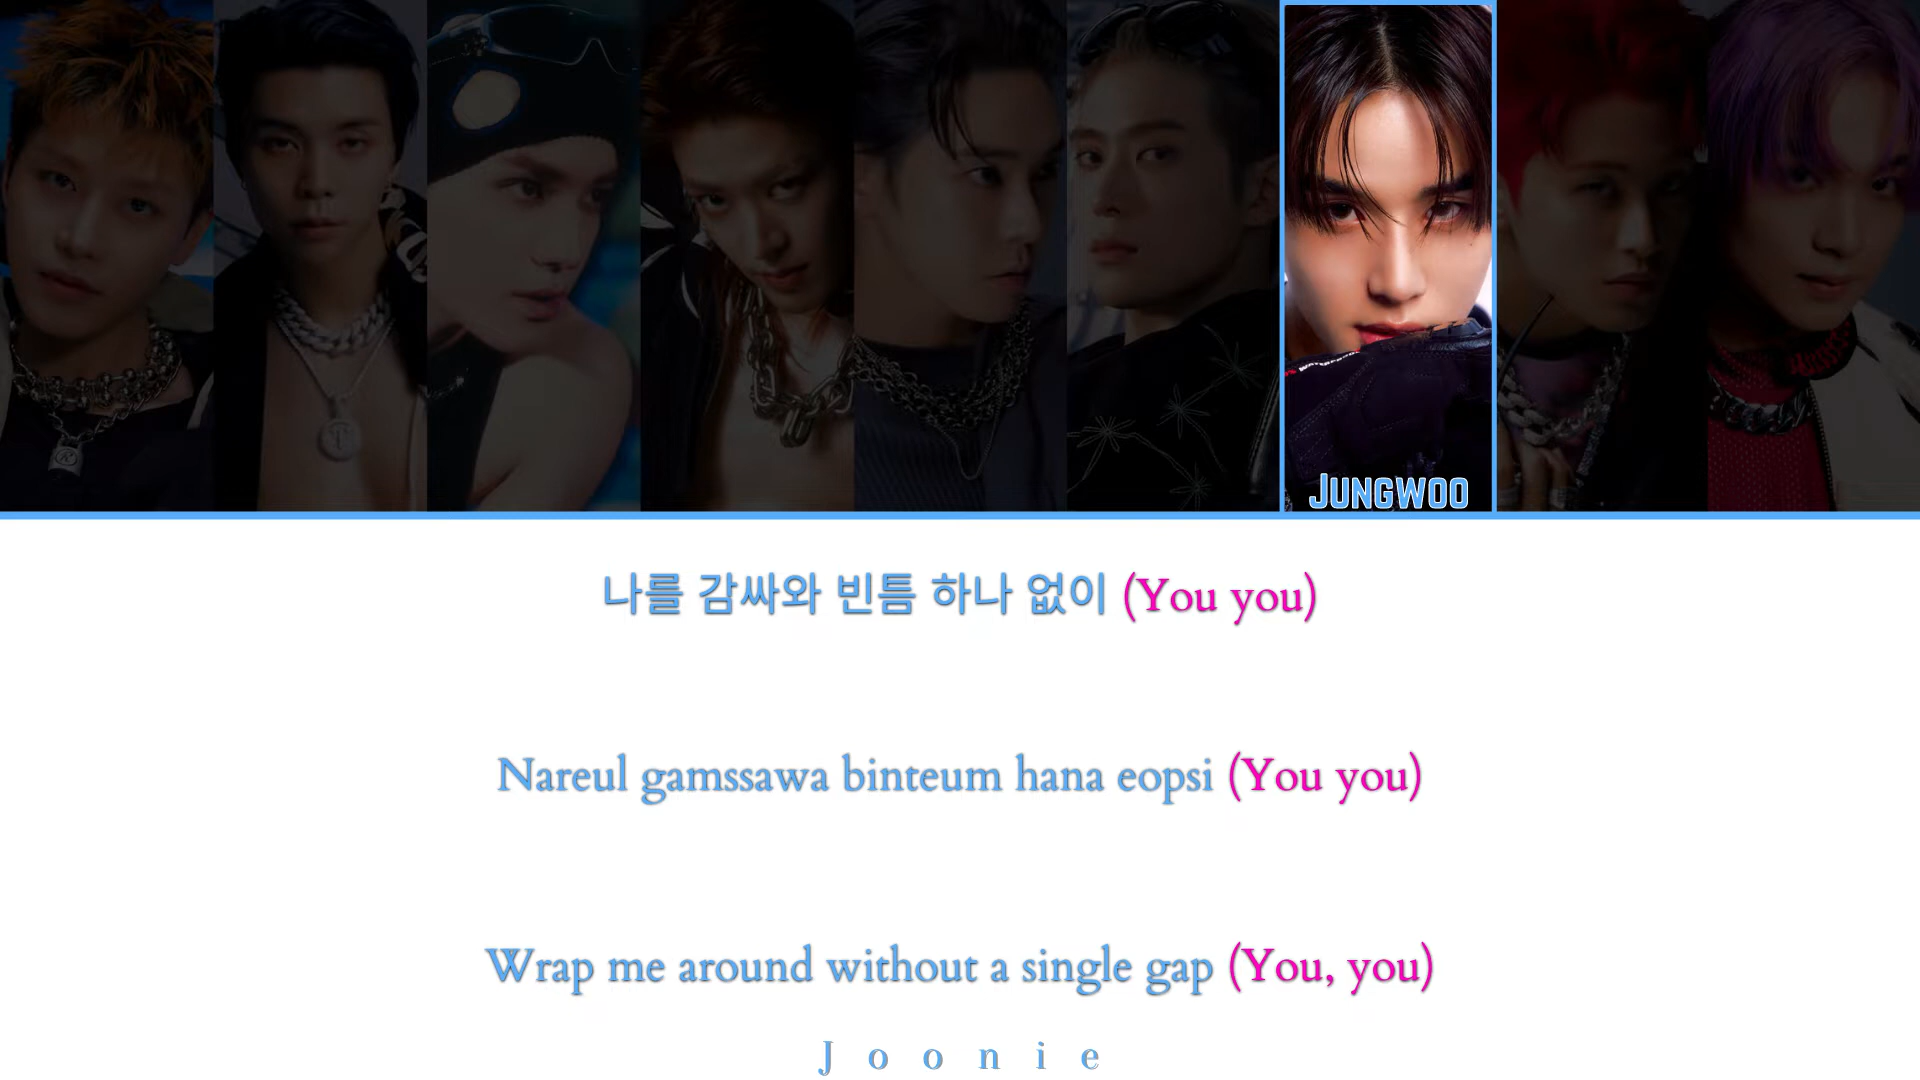 JUNGWOO
나를 감싸와 빈틈 하나 없이 (You you)
Nareul gamssawa binteum hana eopsi (You you)
Wrap me around without a single gap (You, you)
Joonie